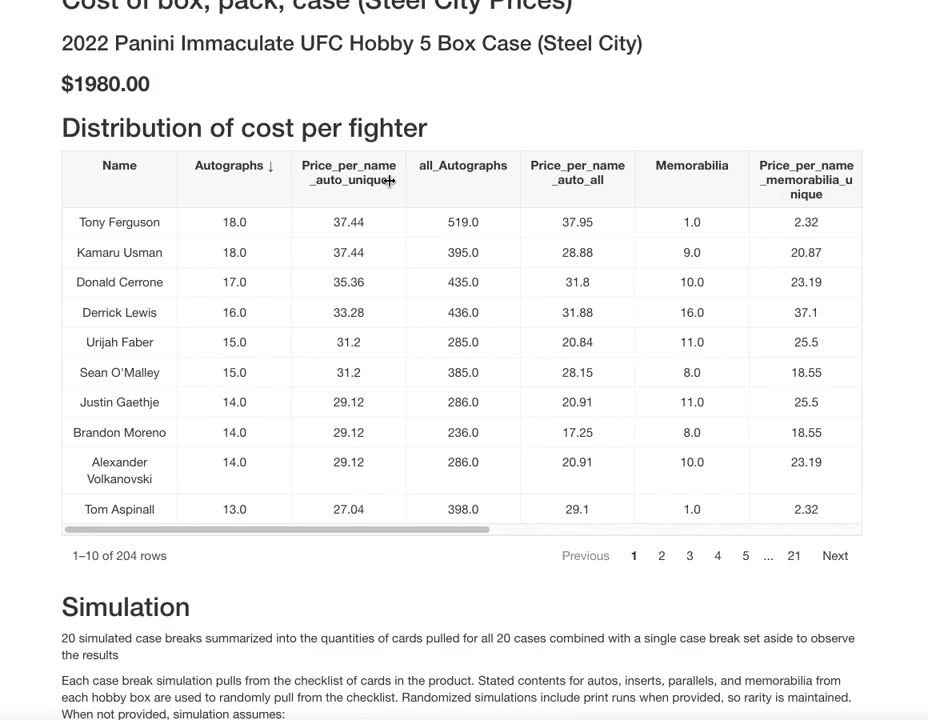 Cost of box, pack, case (Steel City Prices)
2022 Panini Immaculate UFC Hobby 5 Box Case (Steel City)
$1980.00
Distribution of cost per fighter
Name Autographs ↓ Price_per_name_auto_unique all_Autographs Price_per_name_auto_all Memorabilia Price_per_name_memorabilia_unique
Tony Ferguson 18.0 37.44 519.0 37.95 1.0 2.32
Kamaru Usman 18.0 37.44 395.0 28.88 9.0 20.87
Donald Cerrone 17.0 35.36 435.0 31.8 10.0 23.19
Derrick Lewis 16.0 33.28 436.0 31.88 16.0 37.1
Urijah Faber 15.0 31.2 285.0 20.84 11.0 25.5
Sean O'Malley 15.0 31.2 385.0 28.15 8.0 18.55
Justin Gaethje 14.0 29.12 286.0 20.91 11.0 25.5
Brandon Moreno 14.0 29.12 236.0 17.25 8.0 18.55
Alexander Volkanovski 14.0 29.12 286.0 20.91 10.0 23.19
Tom Aspinall 13.0 27.04 398.0 29.1 1.0 2.32
1–10 of 204 rows Previous 1 2 3 4 5 ... 21 Next
Simulation
20 simulated case breaks summarized into the quantities of cards pulled for all 20 cases combined with a single case break set aside to observe
the results
Each case break simulation pulls from the checklist of cards in the product. Stated contents for autos, inserts, parallels, and memorabilia from
each hobby box are used to randomly pull from the checklist. Randomized simulations include print runs when provided, so rarity is maintained.
When not provided, simulation assumes: